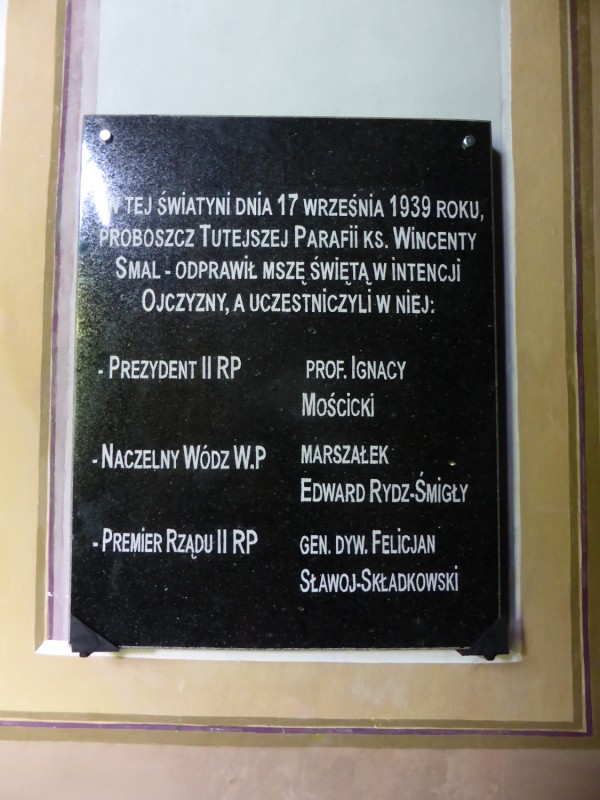 W TEJ ŚWIATYNI DNIA 17 WRZEŚNIA 1939 ROKU,
PROBOSZCZ TUTEJSZEJ PARAFII KS. WINCENTY
SMAL - ODPRAWIŁ MSZĘ ŚWIĘTĄ W INTENCJI
OJCZYZNY, A UCZESTNICZYLI W NIEJ:
- PREZYDENT II RP PROF. IGNACY
MOŚCICKI
- NACZELNY WÓDZ W.P MARSZAŁEK
EDWARD RYDZ-ŚMIGŁY
- PREMIER RZĄDU II RP GEN. DYW. FELICJAN
SŁAWOJ-SKŁADKOWSKI